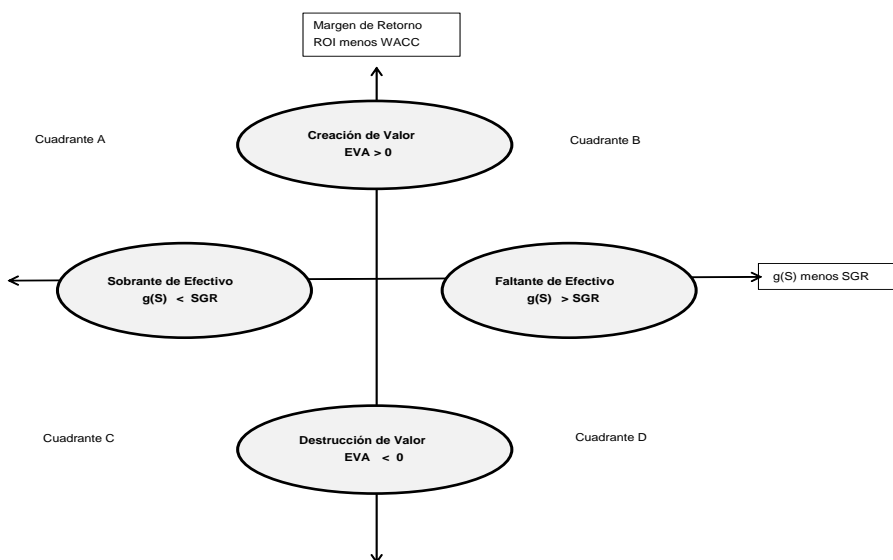 Margen de Retorno
ROI menos WACC
Cuadrante A
Creación de Valor
EVA > 0
Cuadrante B
Sobrante de Efectivo
g(S) < SGR
Faltante de Efectivo
g(S) > SGR
g(S) menos SGR
Cuadrante C
Destrucción de Valor
EVA < 0
Cuadrante D